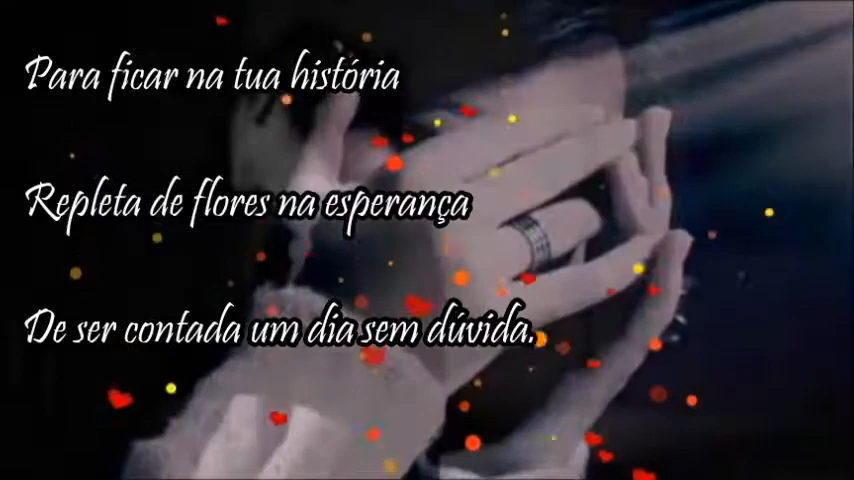 Para ficar na tua história
Repleta de flores na esperança
De ser contada um dia sem dúvida.